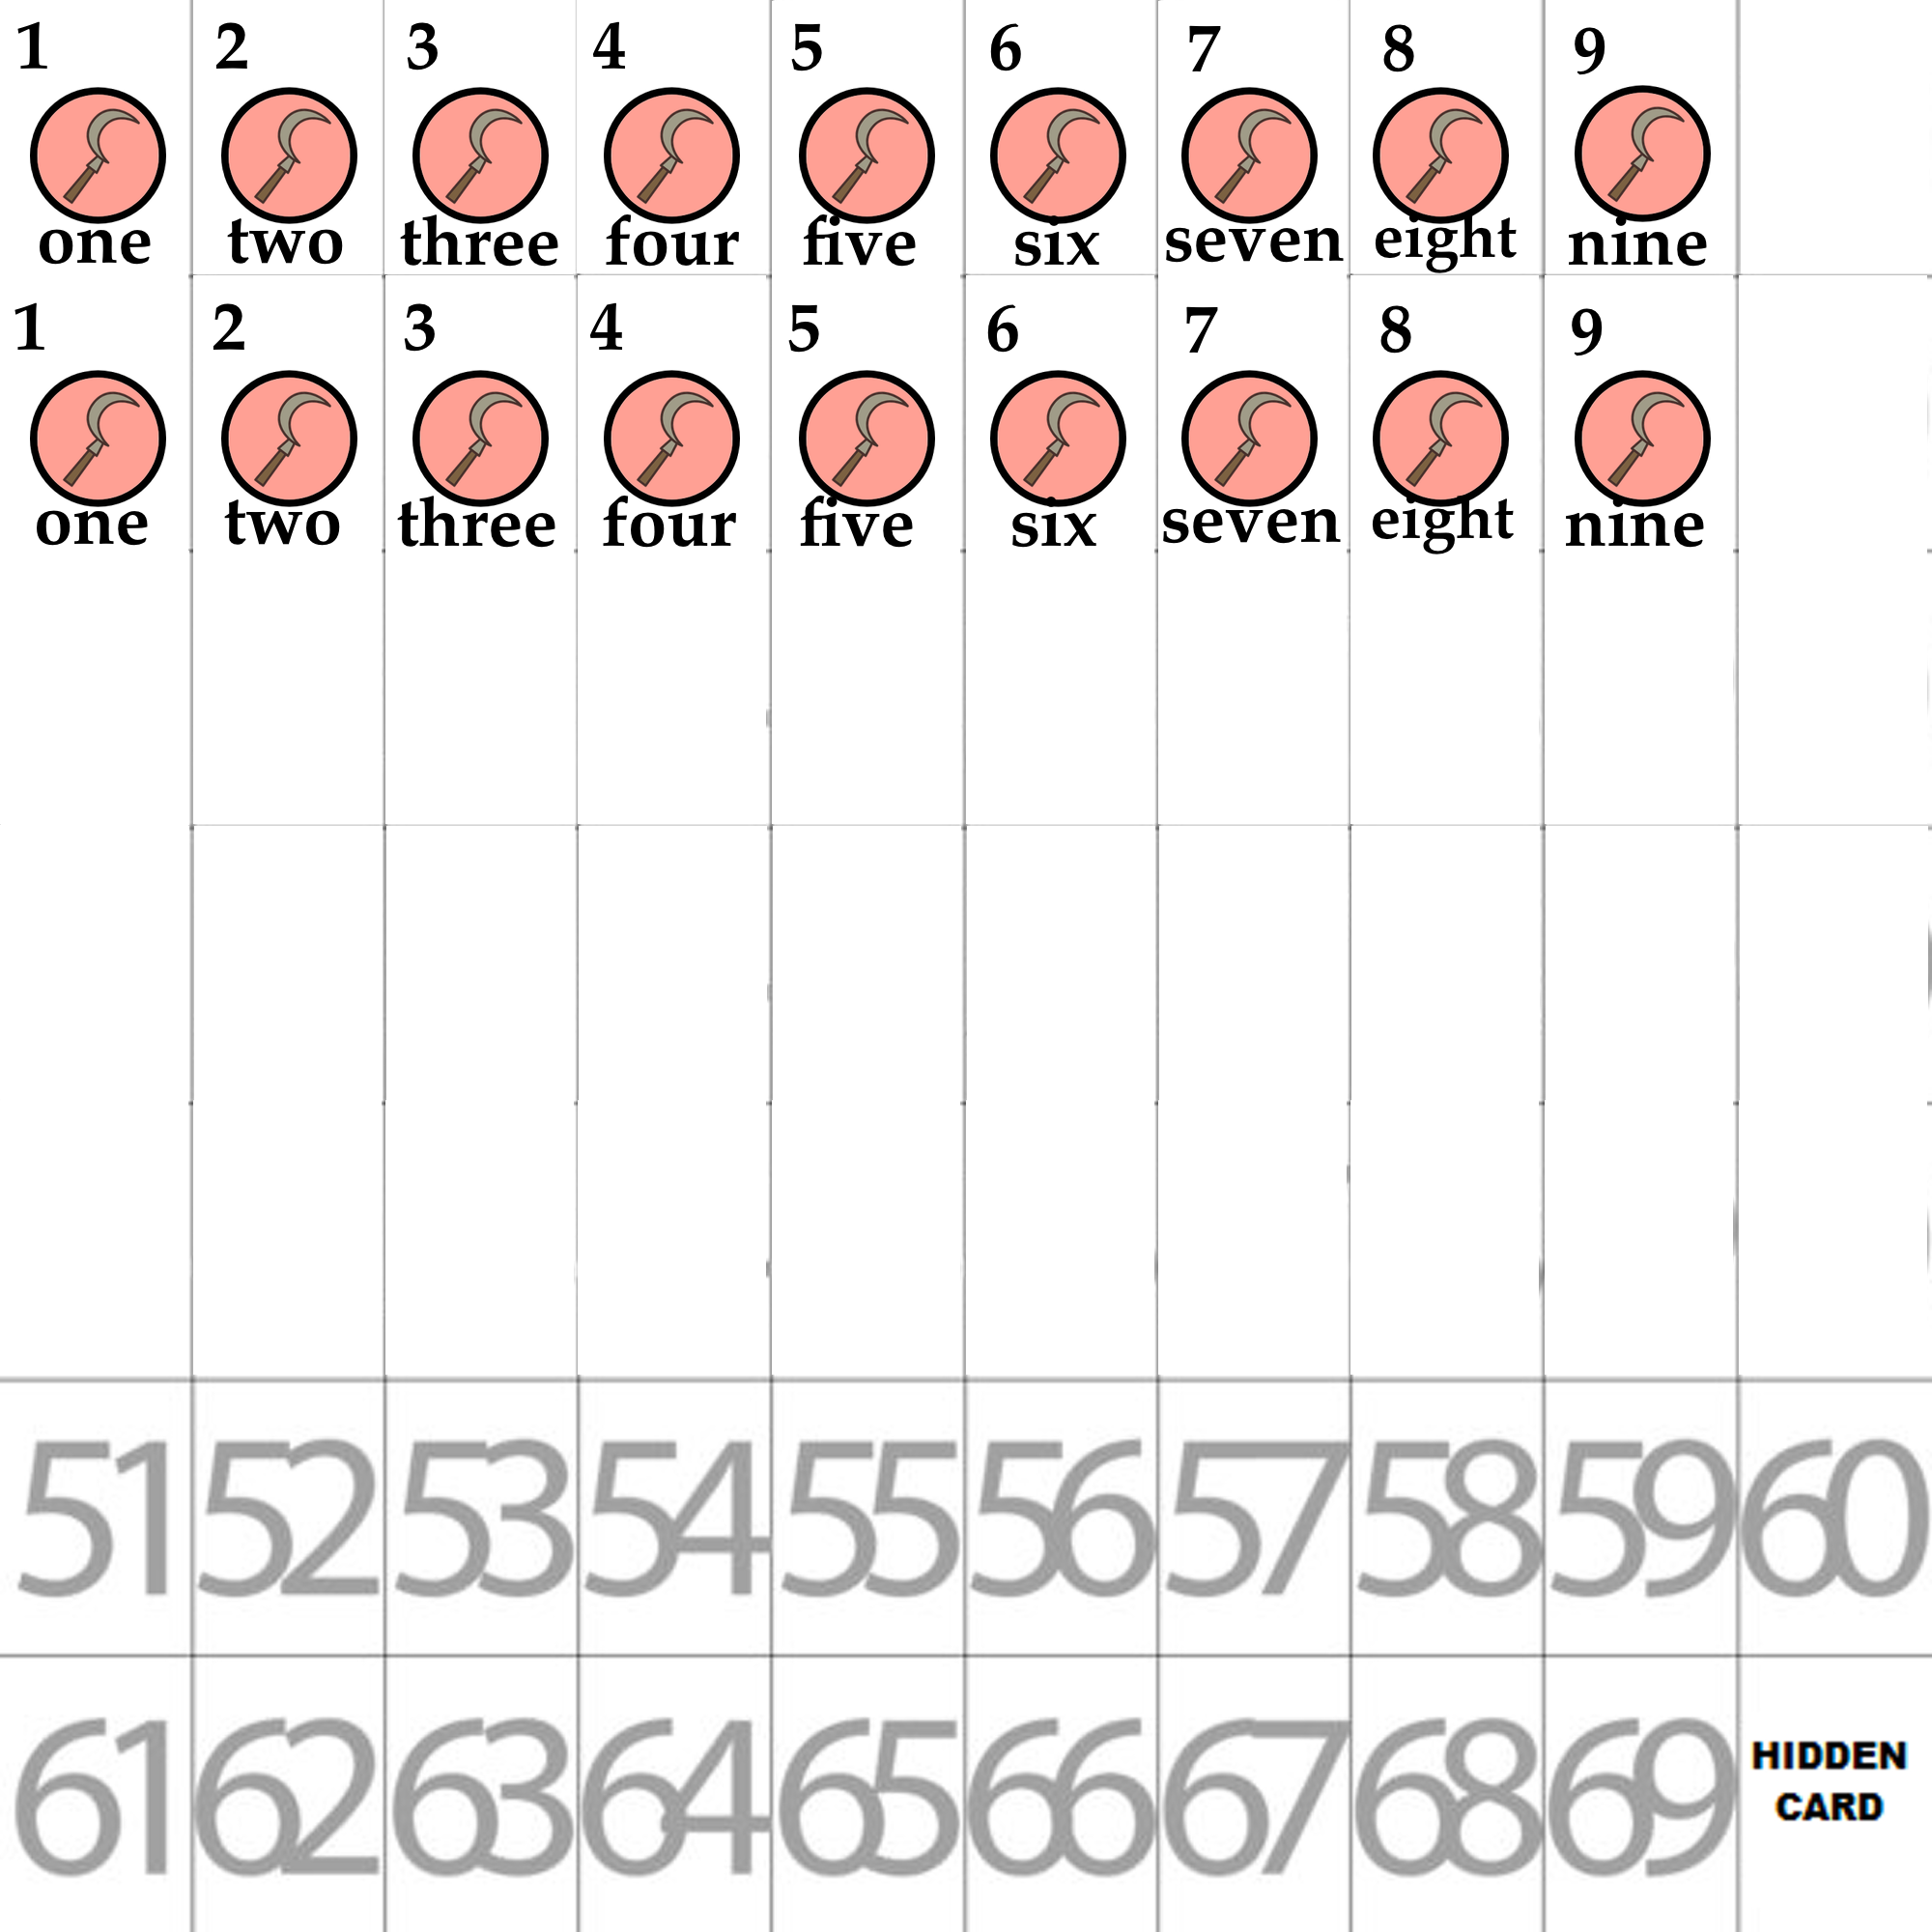 1 2 3 4 5 6 7 8 9
one two three four five six seven eight nine
1 2 3 4 5 6 7 8 9
one two three four five six seven eight nine
51 52 53 54 55 56 57 58 59 60
61 62 63 64 65 66 67 68 69 HIDDEN
CARD